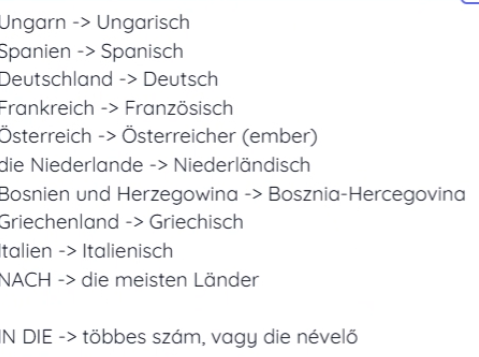 Ungarn -> Ungarisch
Spanien -> Spanisch
Deutschland -> Deutsch
Frankreich -> Französisch
Österreich -> Österreicher (ember)
die Niederlande -> Niederländisch
Bosnien und Herzegowina -> Bosznia-Hercegovina
Griechenland -> Griechisch
Italien -> Italienisch
NACH -> die meisten Länder
IN DIE -> többes szám, vagy die névelő